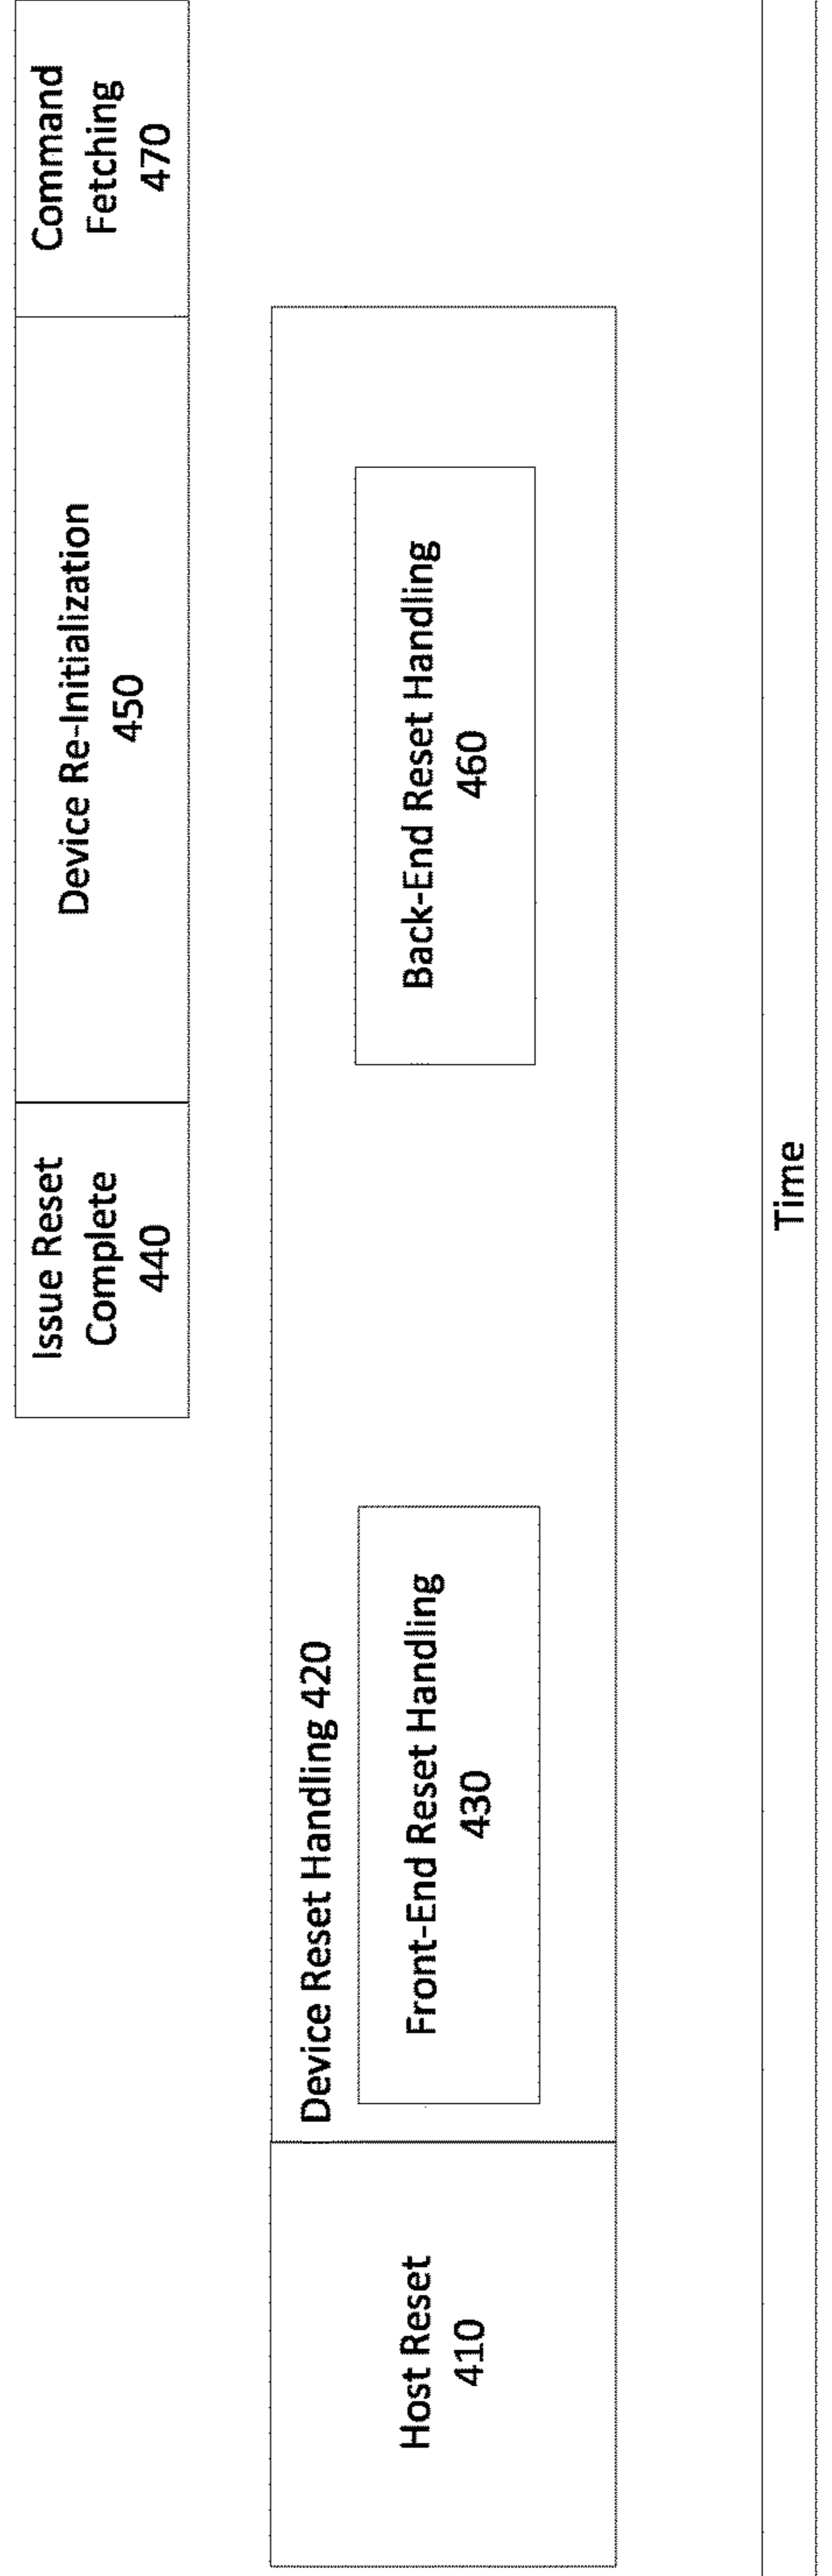 Issue Reset
Complete
440
Device Re-Initialization
450
Command
Fetching
470
Host Reset
410
Device Reset Handling 420
Front-End Reset Handling
430
Back-End Reset Handling
460
Time